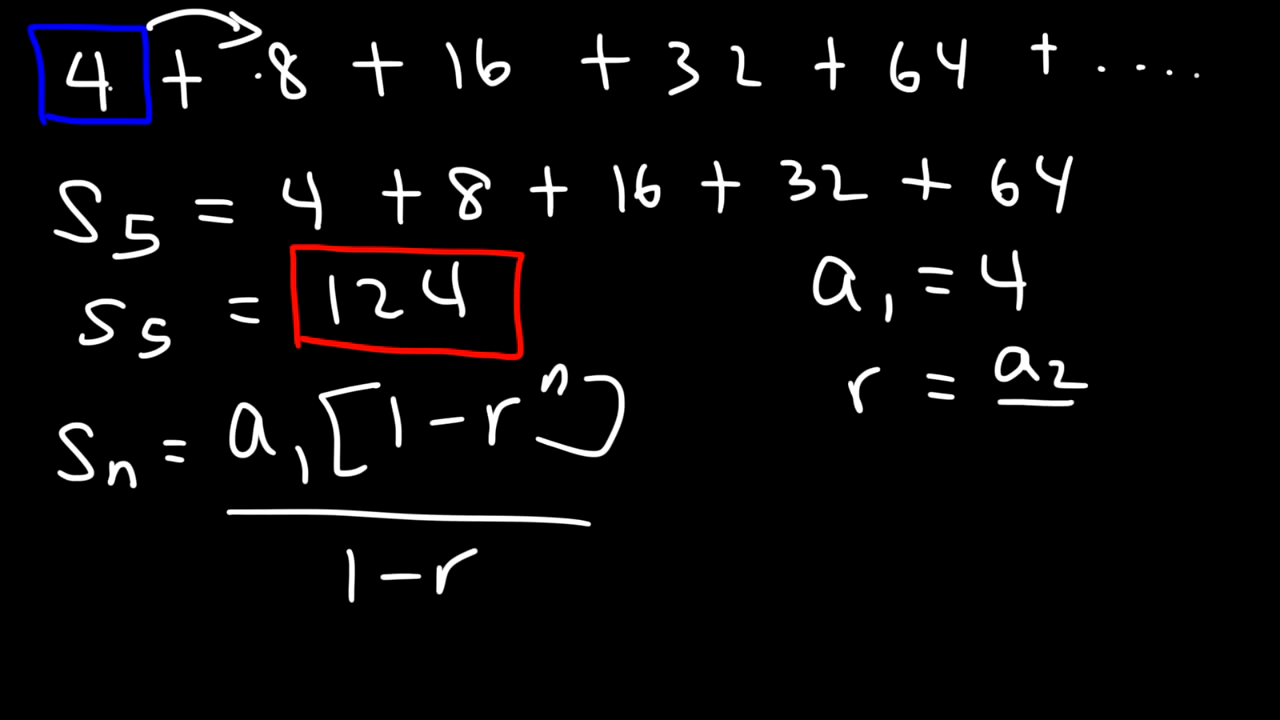 4 + 8 + 16 + 32 + 64 + ....
S₅ = 4 + 8 + 16 + 32 + 64
S₅ = 124
a₁ = 4
r = a₂/
Sₙ = a₁[1-rⁿ]
1-r